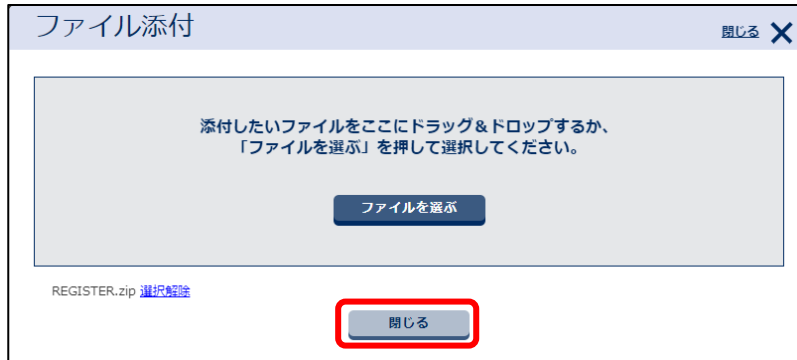 ファイル添付
閉じる
添付したいファイルをここにドラッグ＆ドロップするか、
「ファイルを選ぶ」を押して選択してください。
ファイルを選ぶ
REGISTER.zip 選択解除
閉じる